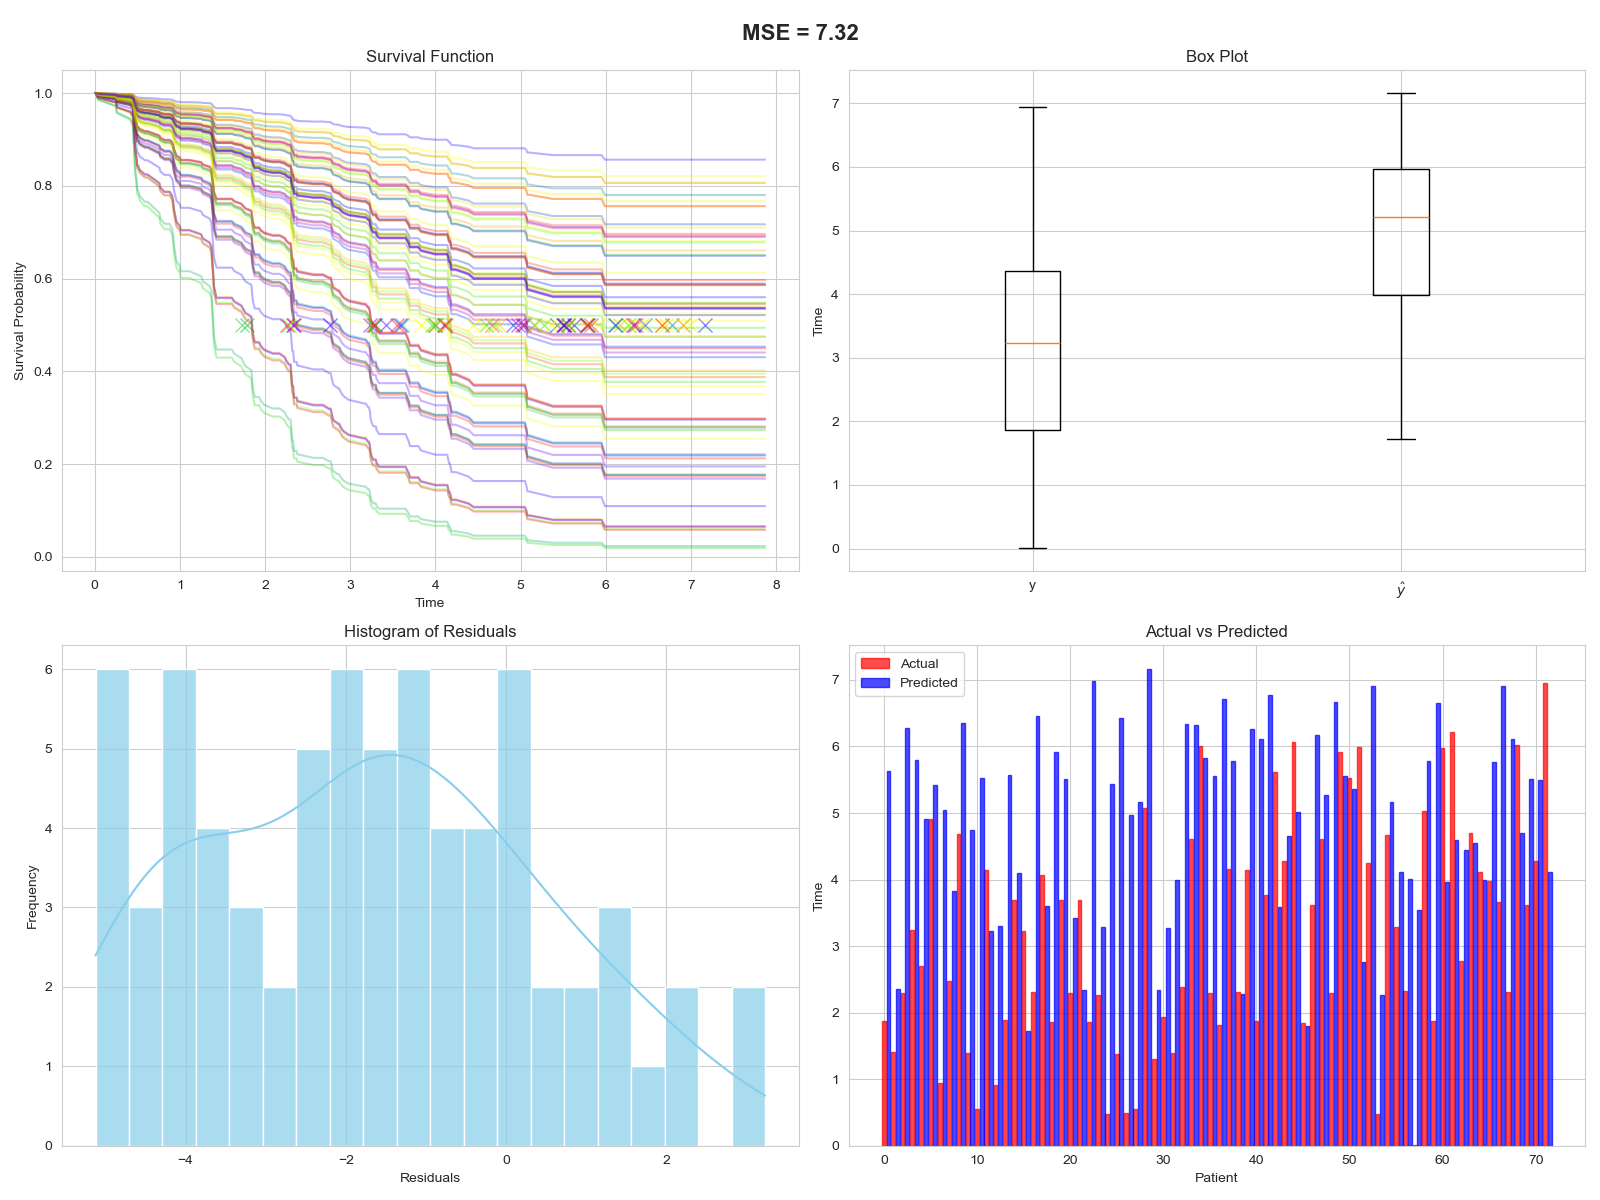 MSE = 7.32
Survival Function
Survival Probability
1.0
0.8
0.6
0.4
0.2
0.0
0 1 2 3 4 5 6 7 8
Time
Box Plot
Time
7
6
5
4
3
2
1
0
y ŷ
Histogram of Residuals
Frequency
6
5
4
3
2
1
0
−4 −2 0 2
Residuals
Actual vs Predicted
Actual
Predicted
Time
7
6
5
4
3
2
1
0
0 10 20 30 40 50 60 70
Patient